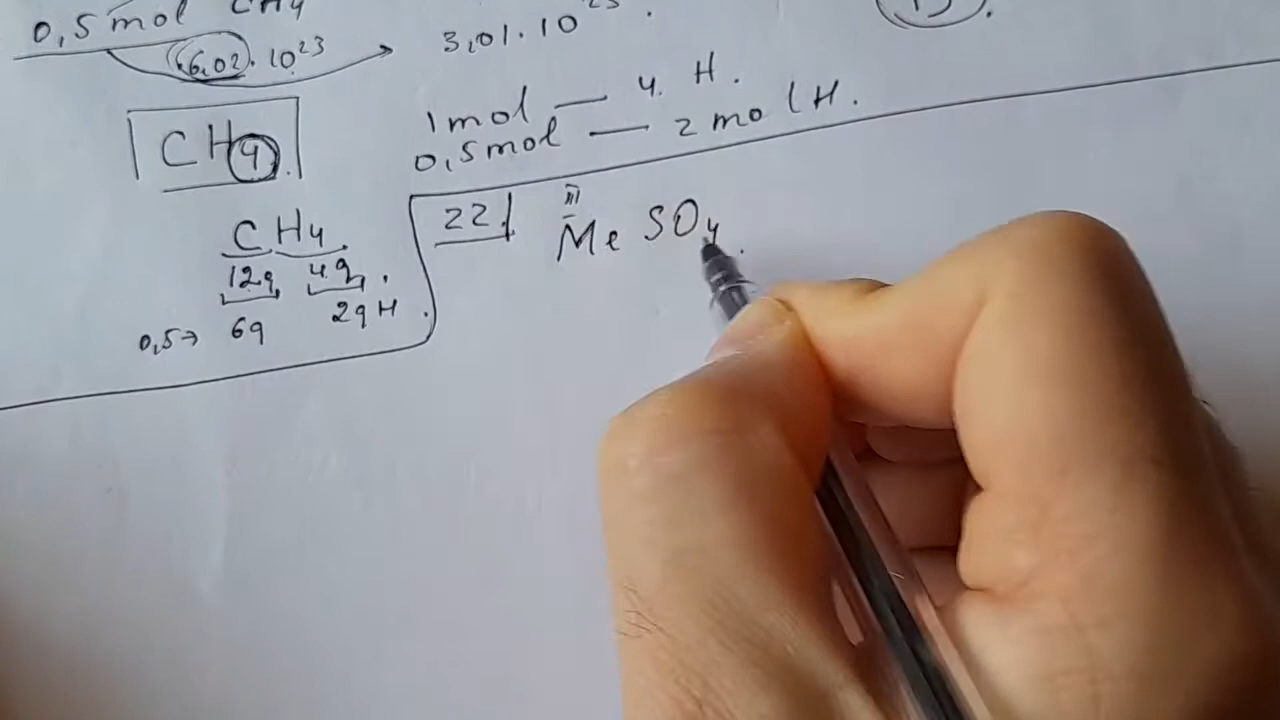 0,5 mol CH4
6,02 · 10^23 → 3,01 · 10^23 .
CH4
1 mol — 4. H.
0,5 mol — 2 mol H.
CH4
12g 4g .
0,5→ 6g 2g H
22. III
Me SO4 .